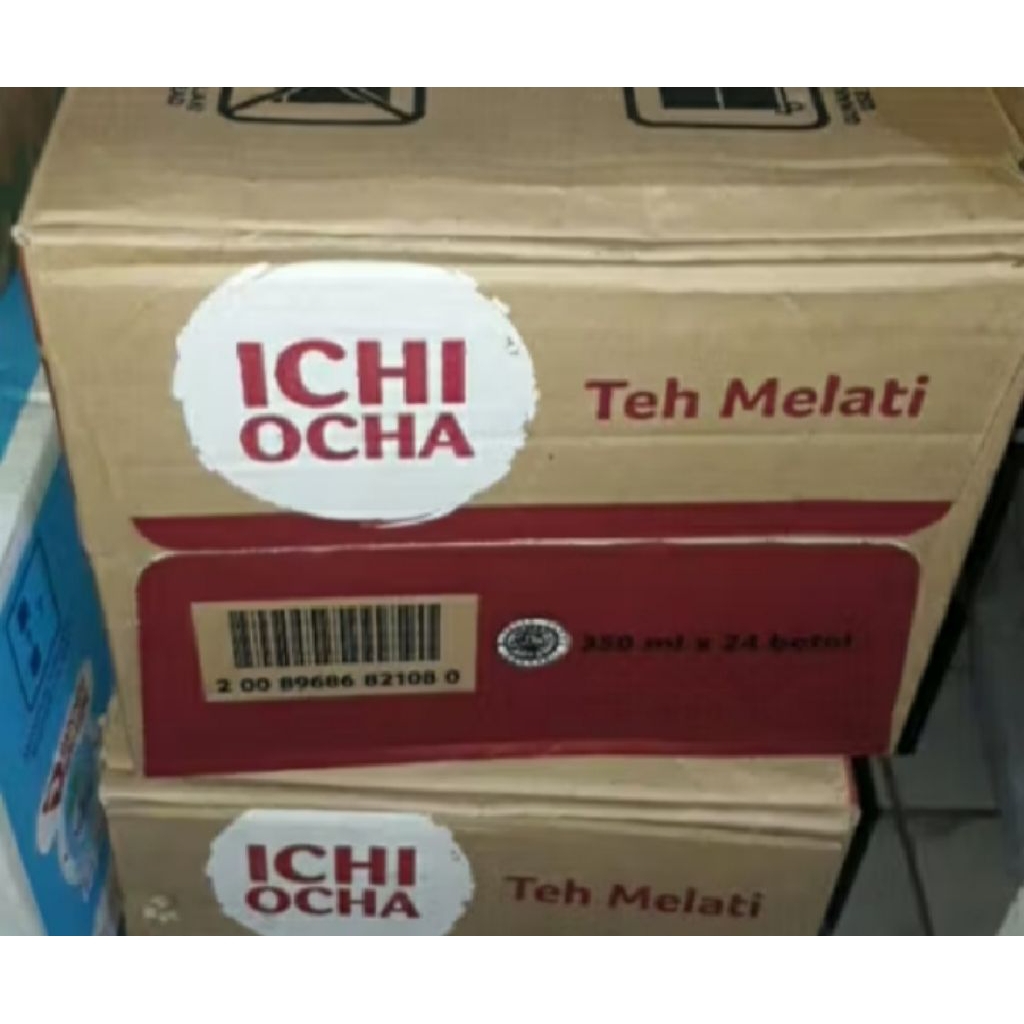 ICHI
OCHA
Teh Melati
2 00 89686 82108 0
350 ml x 24 botol
ICHI
OCHA
Teh Melati